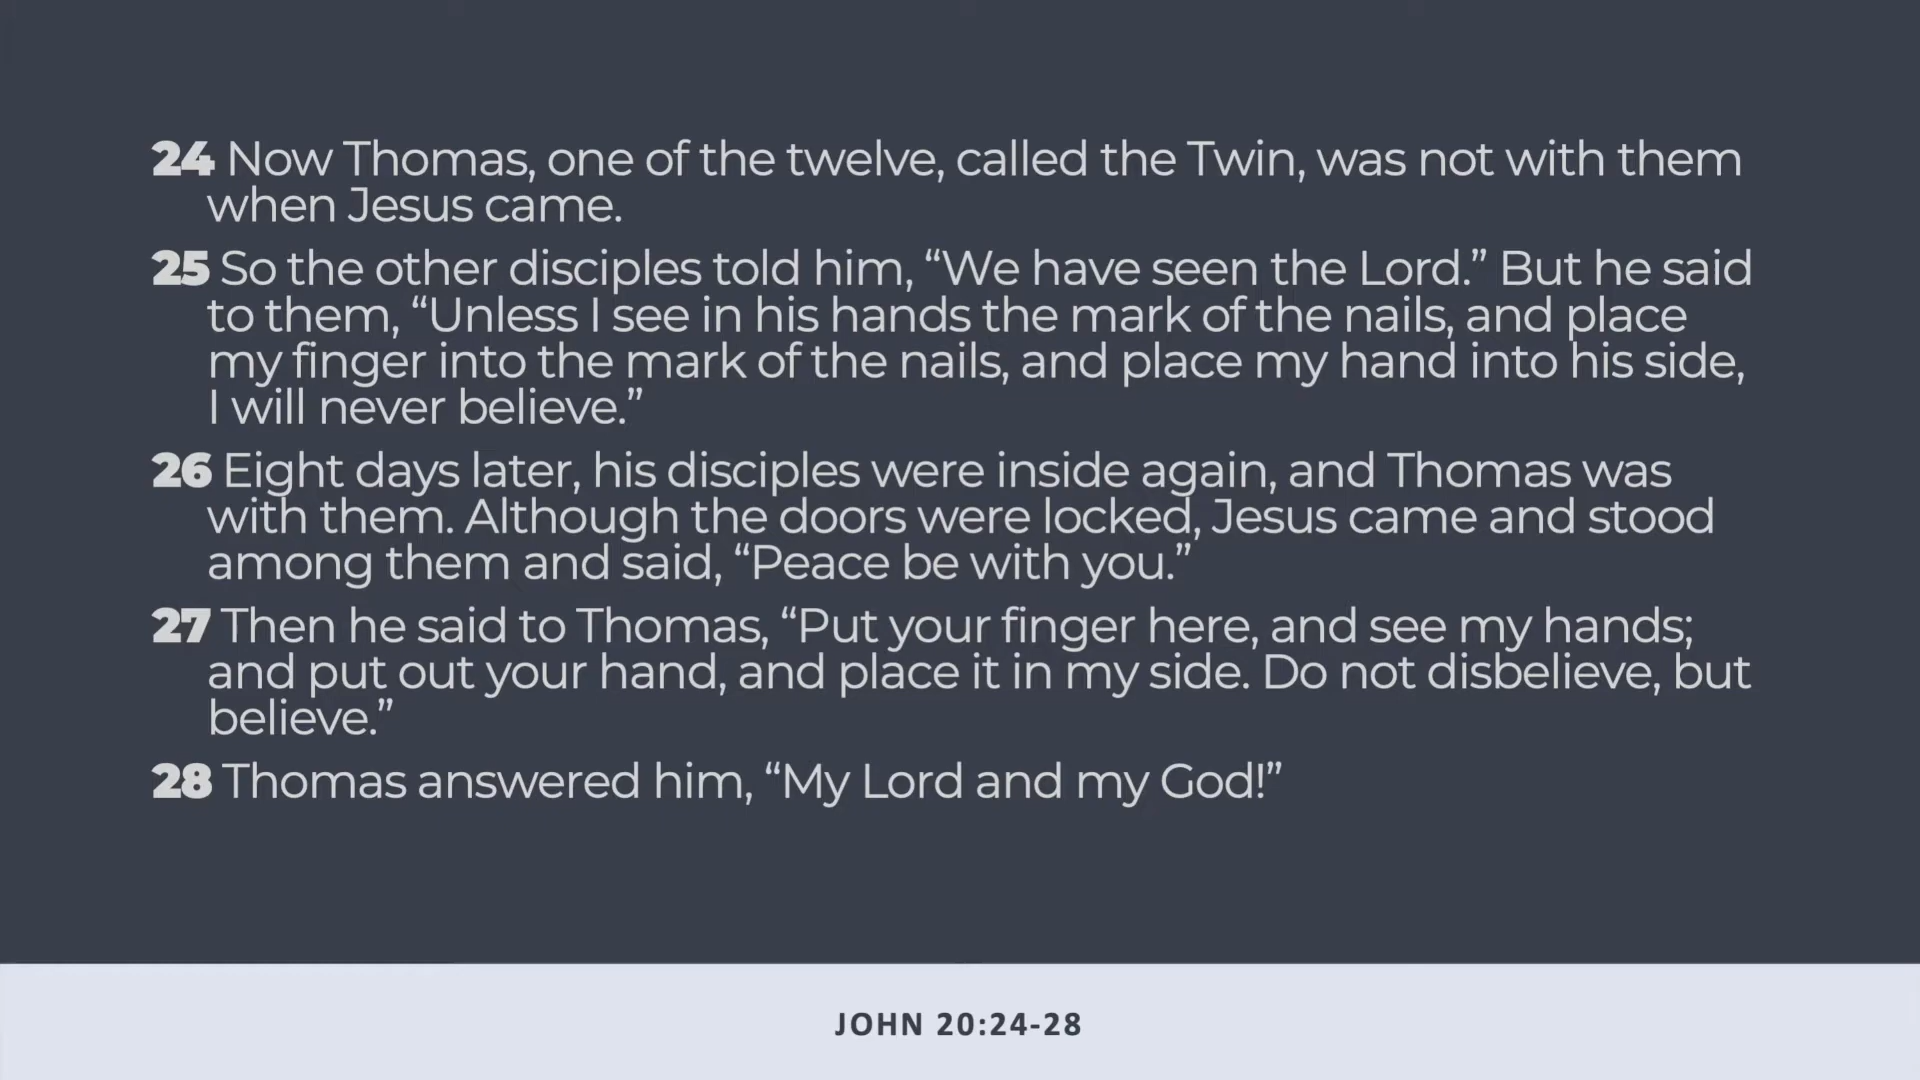 24 Now Thomas, one of the twelve, called the Twin, was not with them
when Jesus came.
25 So the other disciples told him, “We have seen the Lord.” But he said
to them, “Unless I see in his hands the mark of the nails, and place
my finger into the mark of the nails, and place my hand into his side,
I will never believe.”
26 Eight days later, his disciples were inside again, and Thomas was
with them. Although the doors were locked, Jesus came and stood
among them and said, “Peace be with you.”
27 Then he said to Thomas, “Put your finger here, and see my hands;
and put out your hand, and place it in my side. Do not disbelieve, but
believe.”
28 Thomas answered him, “My Lord and my God!”
JOHN 20:24-28